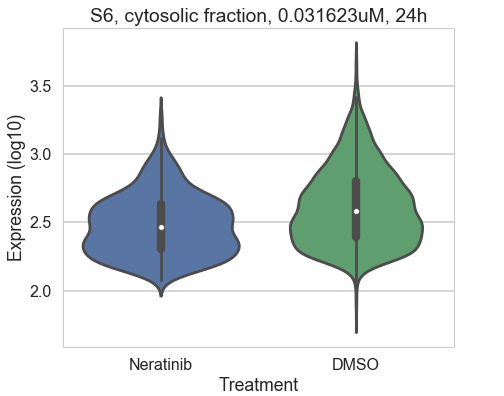 S6, cytosolic fraction, 0.031623uM, 24h
Expression (log10)
3.5
3.0
2.5
2.0
Neratinib DMSO
Treatment